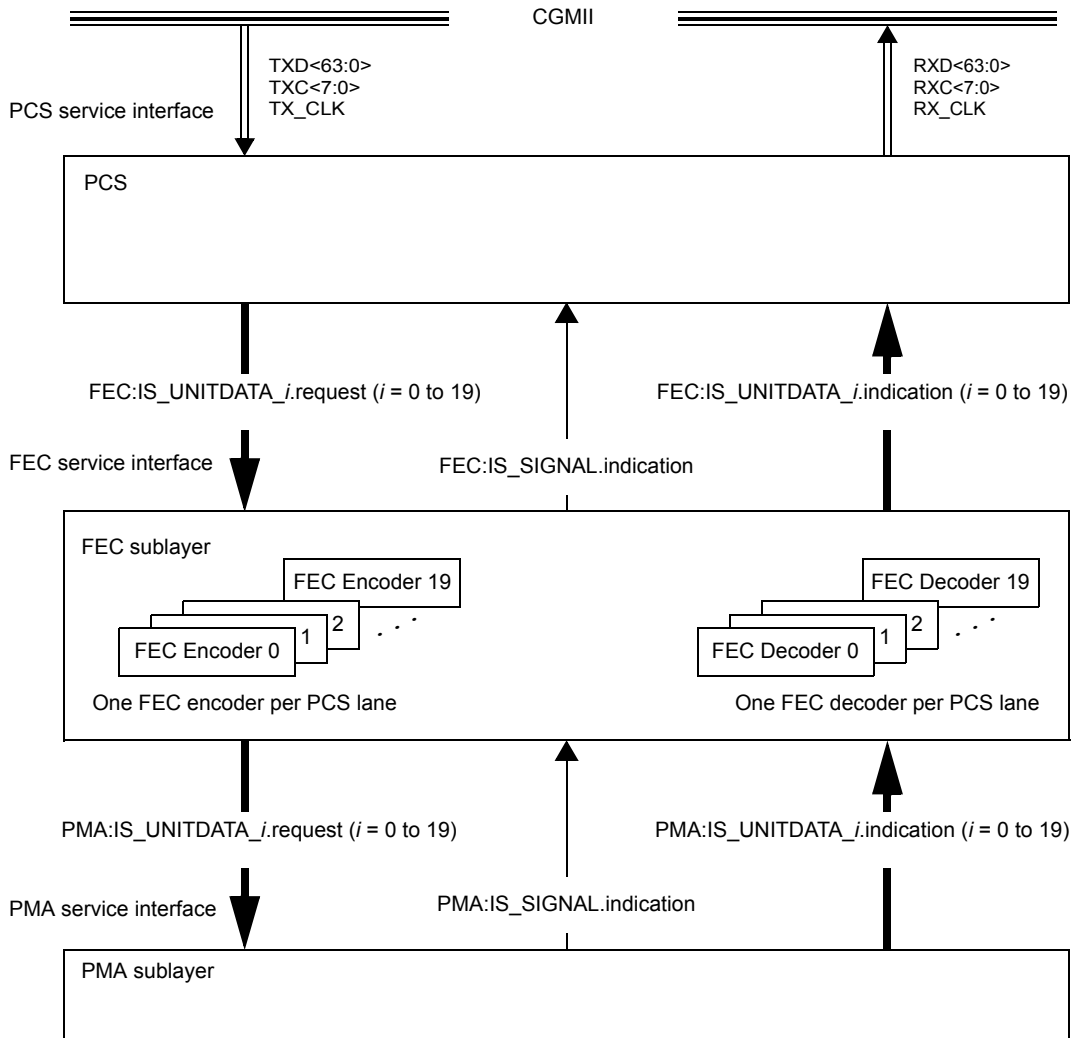 CGMII
TXD<63:0>
TXC<7:0>
TX_CLK
RXD<63:0>
RXC<7:0>
RX_CLK
PCS service interface
PCS
FEC:IS_UNITDATA_i.request (i = 0 to 19)
FEC:IS_UNITDATA_i.indication (i = 0 to 19)
FEC service interface
FEC:IS_SIGNAL.indication
FEC sublayer
FEC Encoder 19
2
1
FEC Encoder 0
. . .
One FEC encoder per PCS lane
FEC Decoder 19
2
1
FEC Decoder 0
. . .
One FEC decoder per PCS lane
PMA:IS_UNITDATA_i.request (i = 0 to 19)
PMA:IS_UNITDATA_i.indication (i = 0 to 19)
PMA service interface
PMA:IS_SIGNAL.indication
PMA sublayer